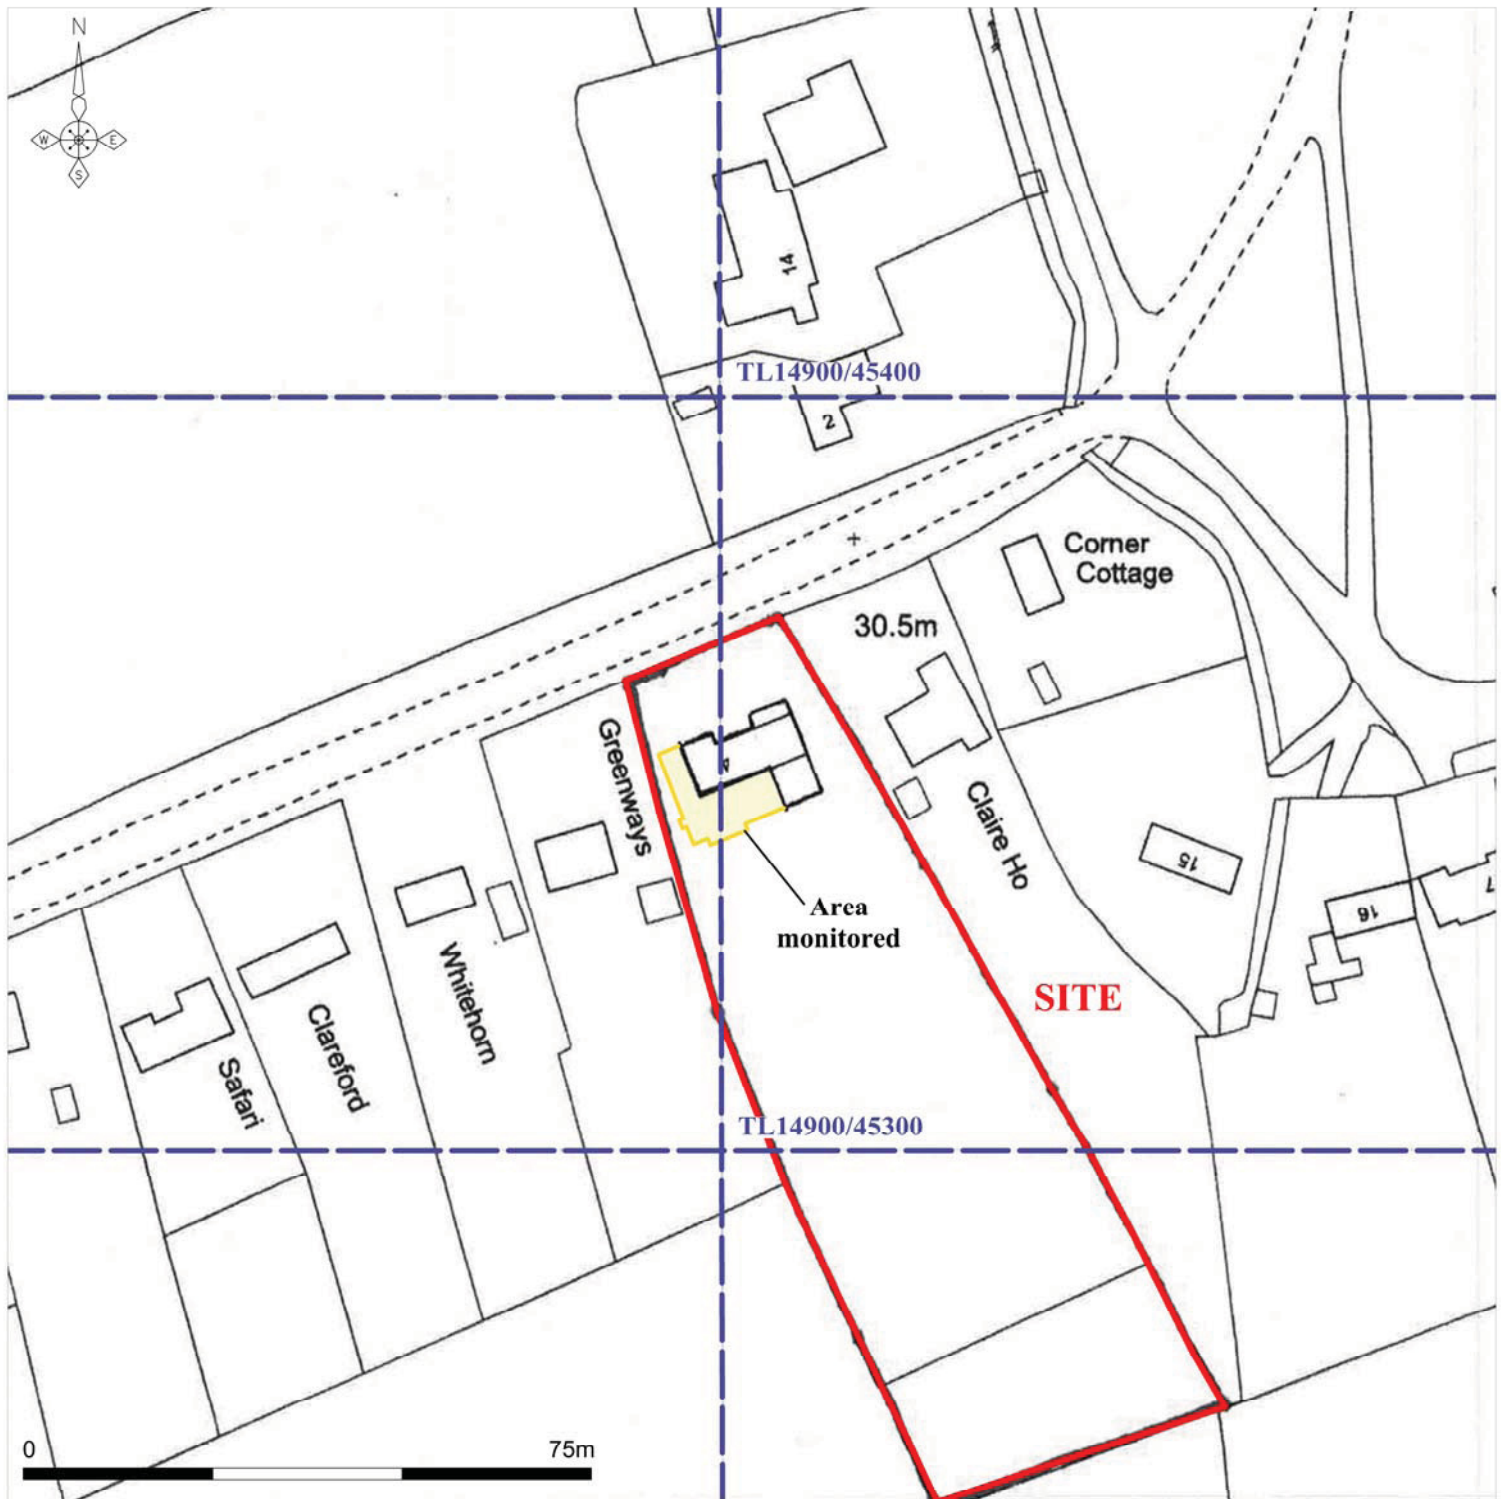 N
W
E
S
14
TL14900/45400
2
Corner
Cottage
30.5m
Greenways
4
Claire Ho
15
Area
monitored
16
Whitehorn
SITE
Clareford
Safari
TL14900/45300
0
75m